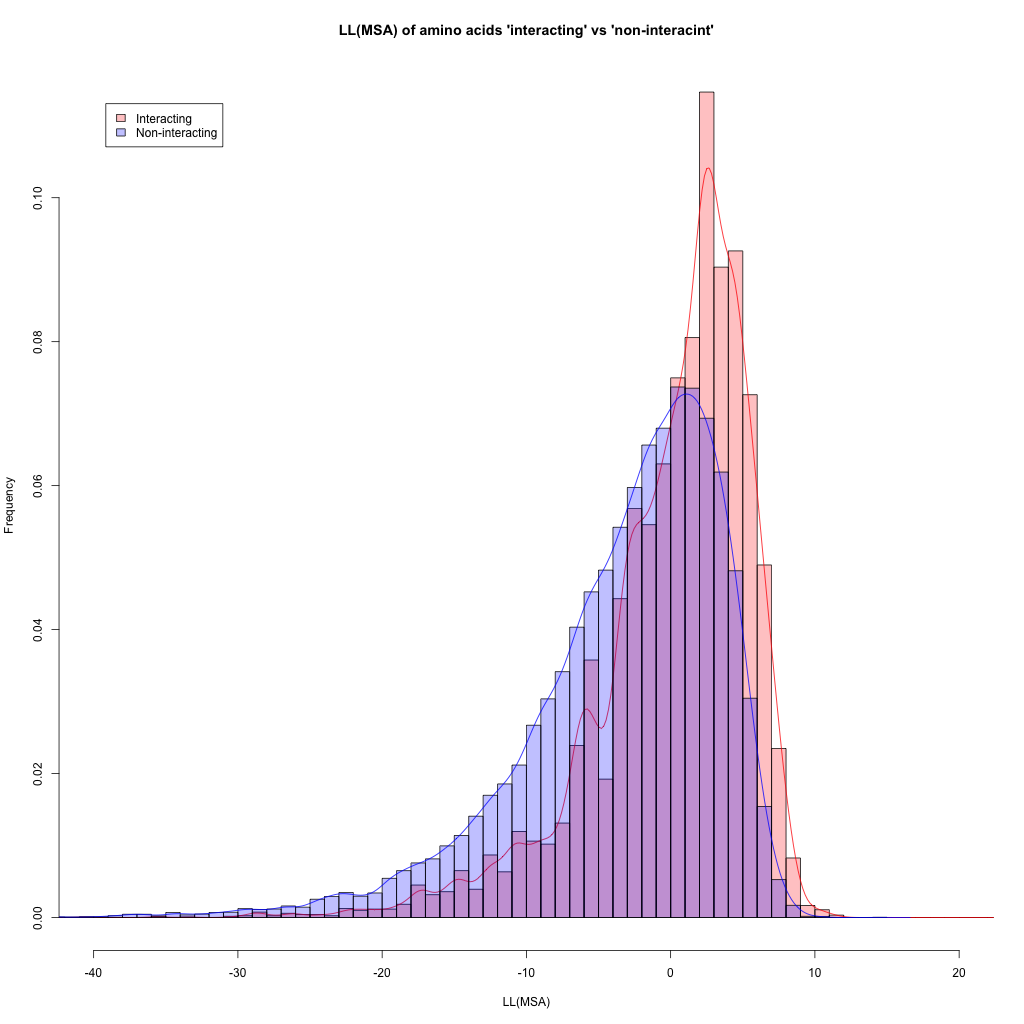 LL(MSA) of amino acids 'interacting' vs 'non-interacint'
Interacting
Non-interacting
0.10
0.08
0.06
0.04
0.02
0.00
Frequency
-40 -30 -20 -10 0 10 20
LL(MSA)